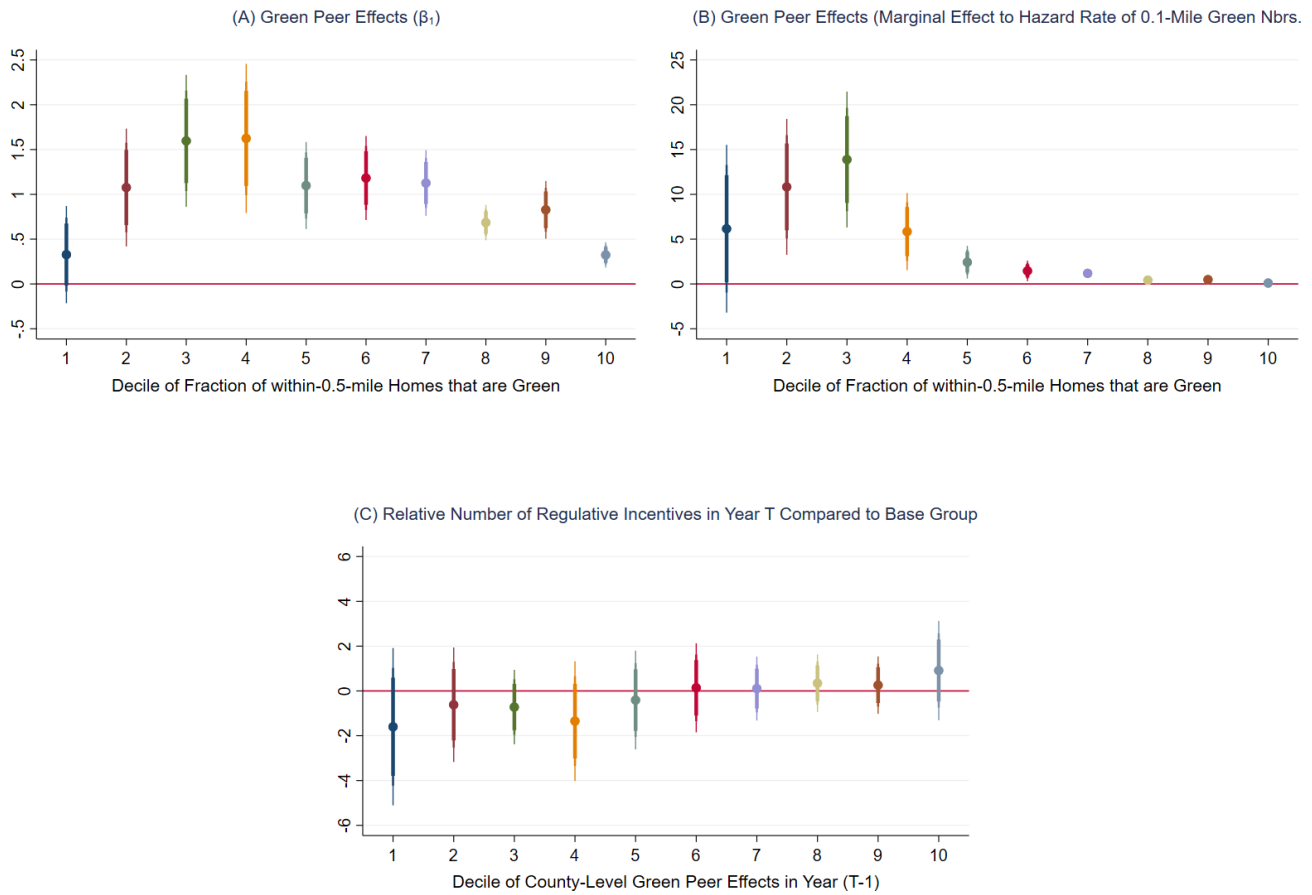 (A) Green Peer Effects (β₁)
2.5
2
1.5
1
.5
0
-.5
1 2 3 4 5 6 7 8 9 10
Decile of Fraction of within-0.5-mile Homes that are Green
(B) Green Peer Effects (Marginal Effect to Hazard Rate of 0.1-Mile Green Nbrs.
25
20
15
10
5
0
-5
1 2 3 4 5 6 7 8 9 10
Decile of Fraction of within-0.5-mile Homes that are Green
(C) Relative Number of Regulative Incentives in Year T Compared to Base Group
6
4
2
0
-2
-4
-6
1 2 3 4 5 6 7 8 9 10
Decile of County-Level Green Peer Effects in Year (T-1)